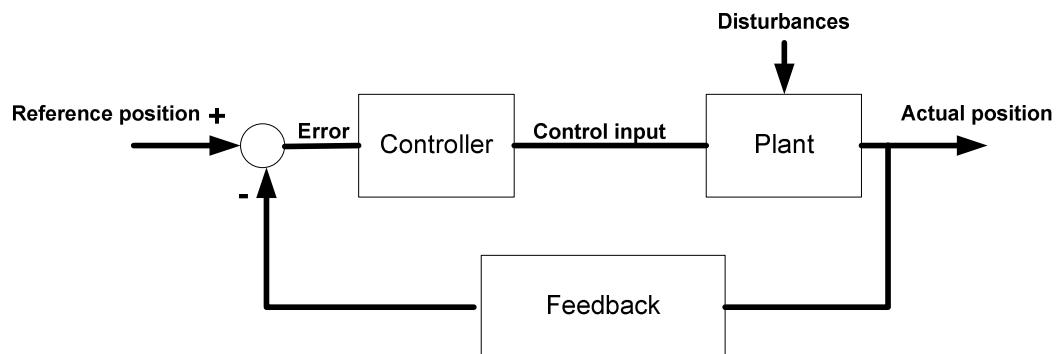 Disturbances
Reference position +
Error
Controller
Control input
Plant
Actual position
-
Feedback